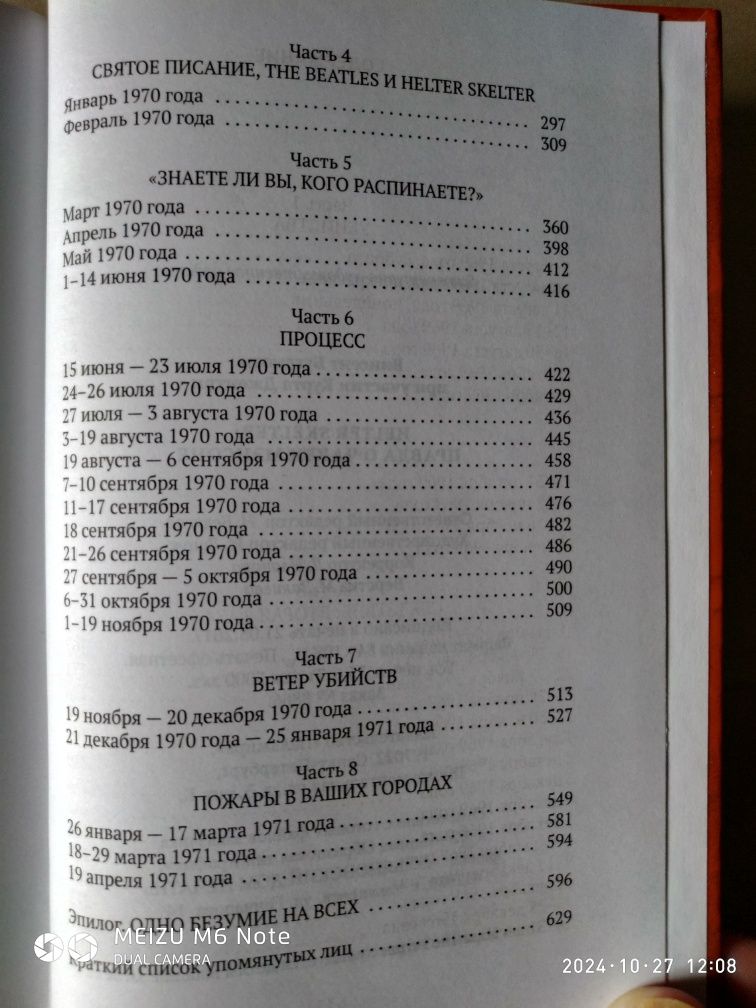 Часть 4
СВЯТОЕ ПИСАНИЕ, THE BEATLES И HELTER SKELTER
Январь 1970 года ........................ 297
Февраль 1970 года ........................ 309
Часть 5
«ЗНАЕТЕ ЛИ ВЫ, КОГО РАСПИНАЕТЕ?»
Март 1970 года ........................ 360
Апрель 1970 года ........................ 398
Май 1970 года ........................ 412
1–14 июня 1970 года ........................ 416
Часть 6
ПРОЦЕСС
15 июня — 23 июля 1970 года ........................ 422
24–26 июля 1970 года ........................ 429
27 июля — 3 августа 1970 года ........................ 436
3–19 августа 1970 года ........................ 445
19 августа — 6 сентября 1970 года ........................ 458
7–10 сентября 1970 года ........................ 471
11–17 сентября 1970 года ........................ 476
18 сентября 1970 года ........................ 482
21–26 сентября 1970 года ........................ 486
27 сентября — 5 октября 1970 года ........................ 490
6–31 октября 1970 года ........................ 500
1–19 ноября 1970 года ........................ 509
Часть 7
ВЕТЕР УБИЙСТВ
19 ноября — 20 декабря 1970 года ........................ 513
21 декабря 1970 года — 25 января 1971 года ........................ 527
Часть 8
ПОЖАРЫ В ВАШИХ ГОРОДАХ
26 января — 17 марта 1971 года ........................ 549
18–29 марта 1971 года ........................ 581
19 апреля 1971 года ........................ 594
Эпилог. ОДНО БЕЗУМИЕ НА ВСЕХ ........................ 596
Краткий список упомянутых лиц ........................ 629
MEIZU M6 Note
DUAL CAMERA
2024·10·27 12:08